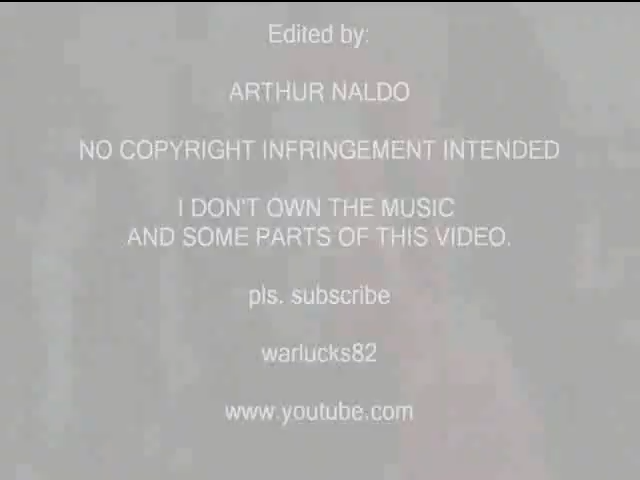 Edited by:
ARTHUR NALDO
NO COPYRIGHT INFRINGEMENT INTENDED
I DON'T OWN THE MUSIC
AND SOME PARTS OF THIS VIDEO.
pls. subscribe
warlucks82
www.youtube.com